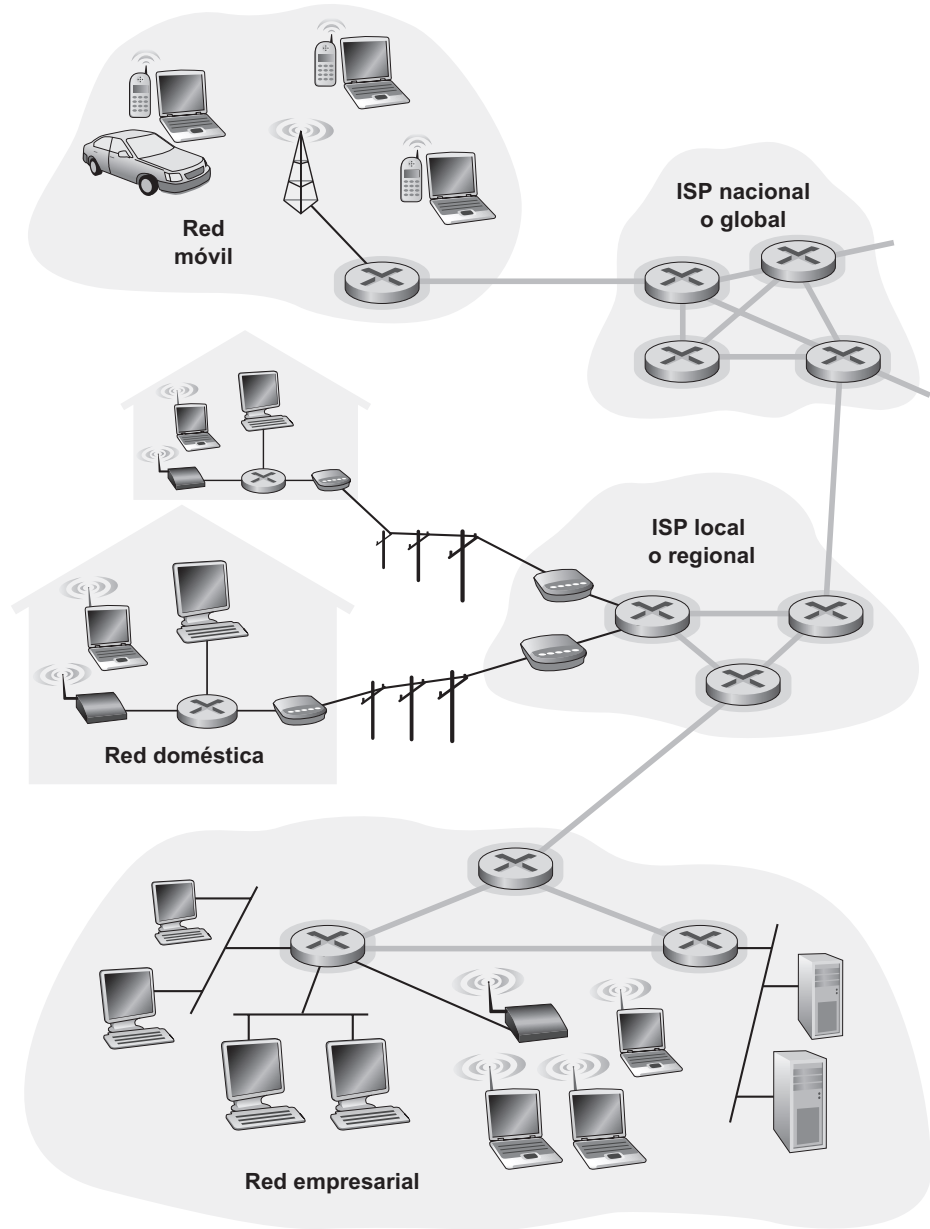 Red
móvil
ISP nacional
o global
ISP local
o regional
Red doméstica
Red empresarial